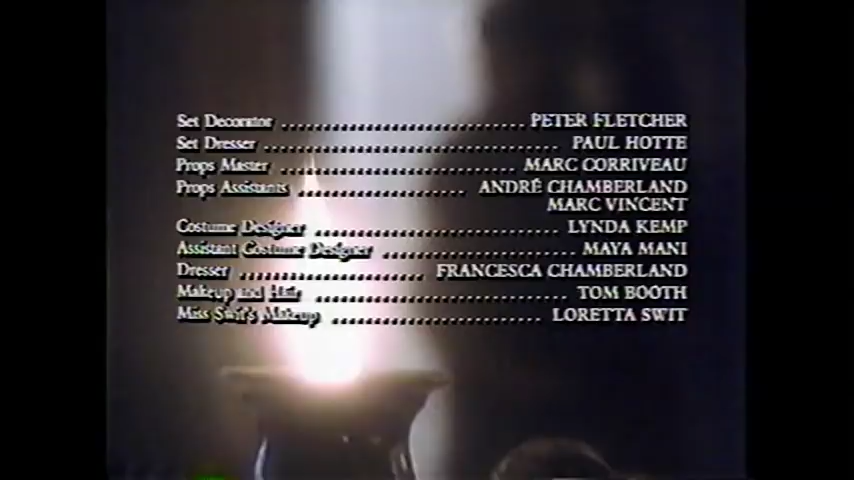 Set Decorator ............................ PETER FLETCHER
Set Dresser .................................. PAUL HOTTE
Props Master ........................... MARC CORRIVEAU
Props Assistants .................... ANDRÉ CHAMBERLAND
MARC VINCENT
Costume Designer ............................ LYNDA KEMP
Assistant Costume Designer ...................... MAYA MANI
Dresser ..................... FRANCESCA CHAMBERLAND
Makeup and Hair ............................. TOM BOOTH
Miss Swit's Makeup ........................ LORETTA SWIT